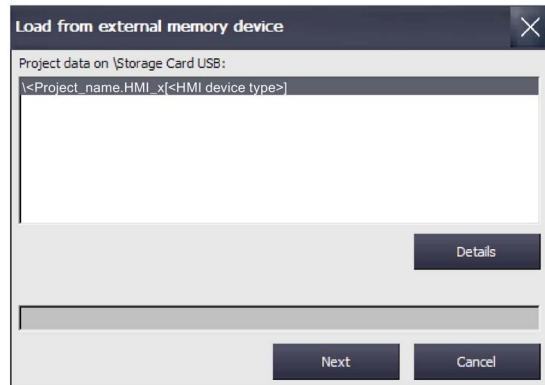 Load from external memory device
Project data on \Storage Card USB:
\<Project_name.HMI_x[<HMI device type>]
Details
Next
Cancel